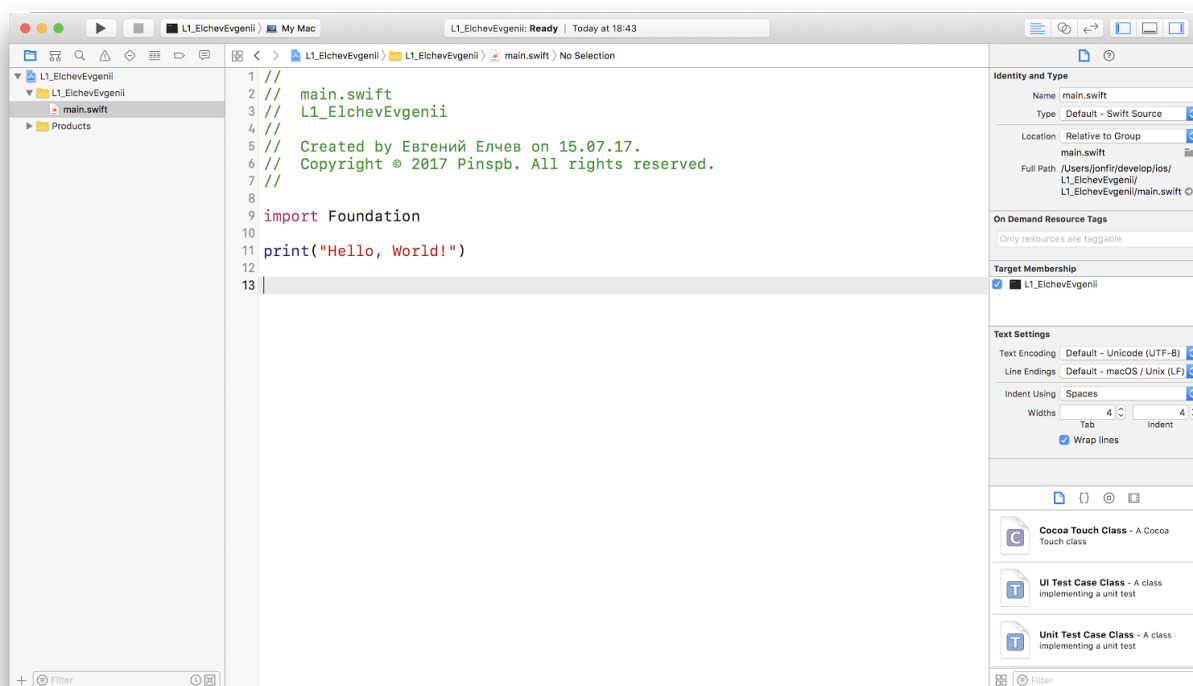 L1_ElchevEvgenii 〉 My Mac
L1_ElchevEvgenii: Ready | Today at 18:43
L1_ElchevEvgenii 〉 L1_ElchevEvgenii 〉 main.swift 〉 No Selection
L1_ElchevEvgenii
L1_ElchevEvgenii
main.swift
Products
Filter
1 //
2 //  main.swift
3 //  L1_ElchevEvgenii
4 //
5 //  Created by Евгений Елчев on 15.07.17.
6 //  Copyright © 2017 Pinspb. All rights reserved.
7 //
8
9 import Foundation
10
11 print("Hello, World!")
12
13
Identity and Type
Name main.swift
Type Default - Swift Source
Location Relative to Group
main.swift
Full Path /Users/jonfir/develop/ios/
L1_ElchevEvgenii/
L1_ElchevEvgenii/main.swift
On Demand Resource Tags
Only resources are taggable
Target Membership
L1_ElchevEvgenii
Text Settings
Text Encoding Default - Unicode (UTF-8)
Line Endings Default - macOS / Unix (LF)
Indent Using Spaces
Widths 4 4
Tab Indent
Wrap lines
{}
C
Cocoa Touch Class - A Cocoa
Touch class
T
UI Test Case Class - A class
implementing a unit test
T
Unit Test Case Class - A class
implementing a unit test
Filter